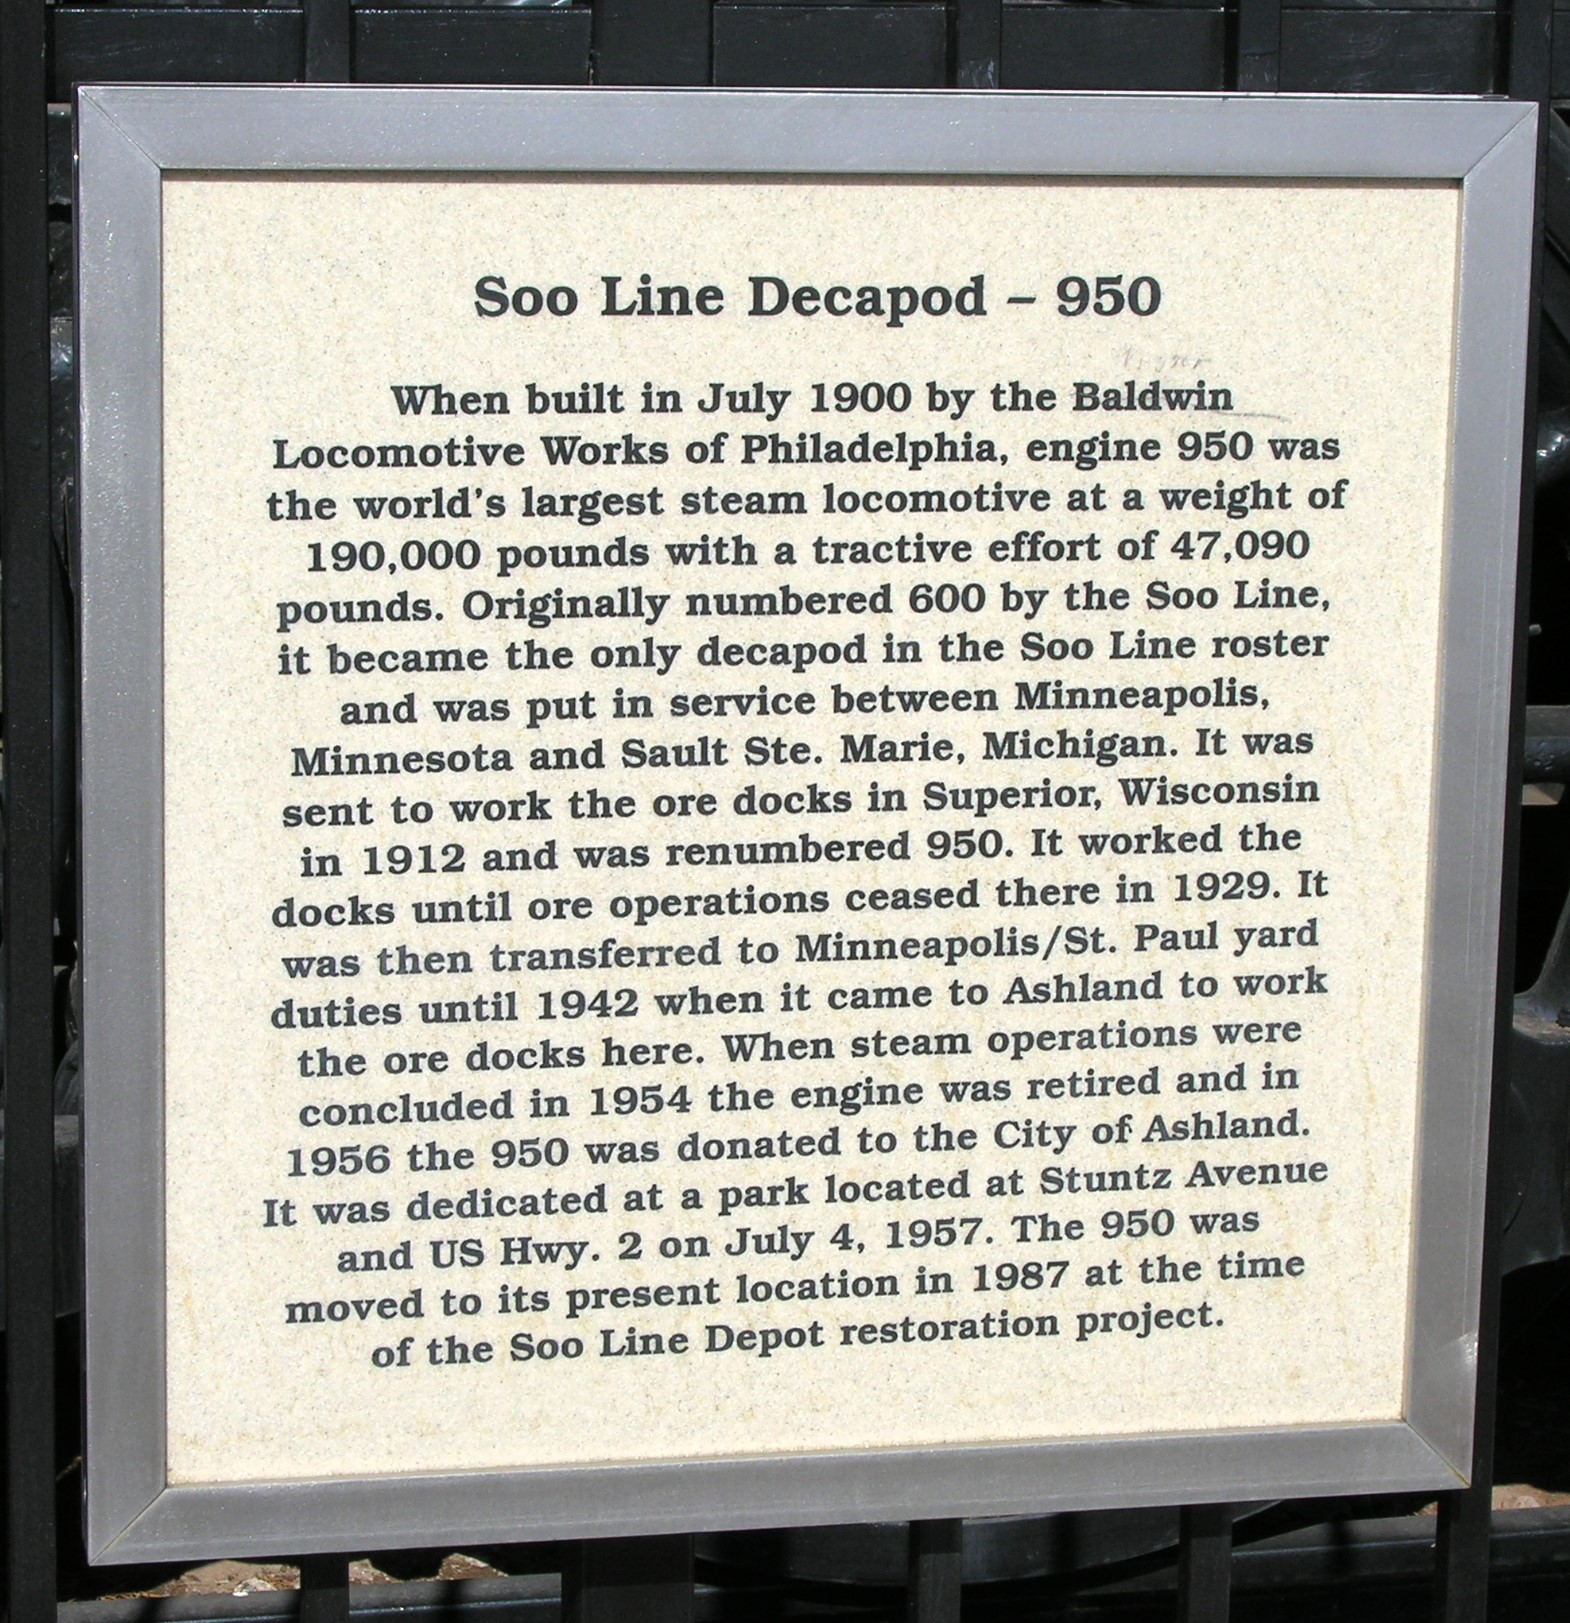 Soo Line Decapod – 950
When built in July 1900 by the Baldwin
Locomotive Works of Philadelphia, engine 950 was
the world's largest steam locomotive at a weight of
190,000 pounds with a tractive effort of 47,090
pounds. Originally numbered 600 by the Soo Line,
it became the only decapod in the Soo Line roster
and was put in service between Minneapolis,
Minnesota and Sault Ste. Marie, Michigan. It was
sent to work the ore docks in Superior, Wisconsin
in 1912 and was renumbered 950. It worked the
docks until ore operations ceased there in 1929. It
was then transferred to Minneapolis/St. Paul yard
duties until 1942 when it came to Ashland to work
the ore docks here. When steam operations were
concluded in 1954 the engine was retired and in
1956 the 950 was donated to the City of Ashland.
It was dedicated at a park located at Stuntz Avenue
and US Hwy. 2 on July 4, 1957. The 950 was
moved to its present location in 1987 at the time
of the Soo Line Depot restoration project.